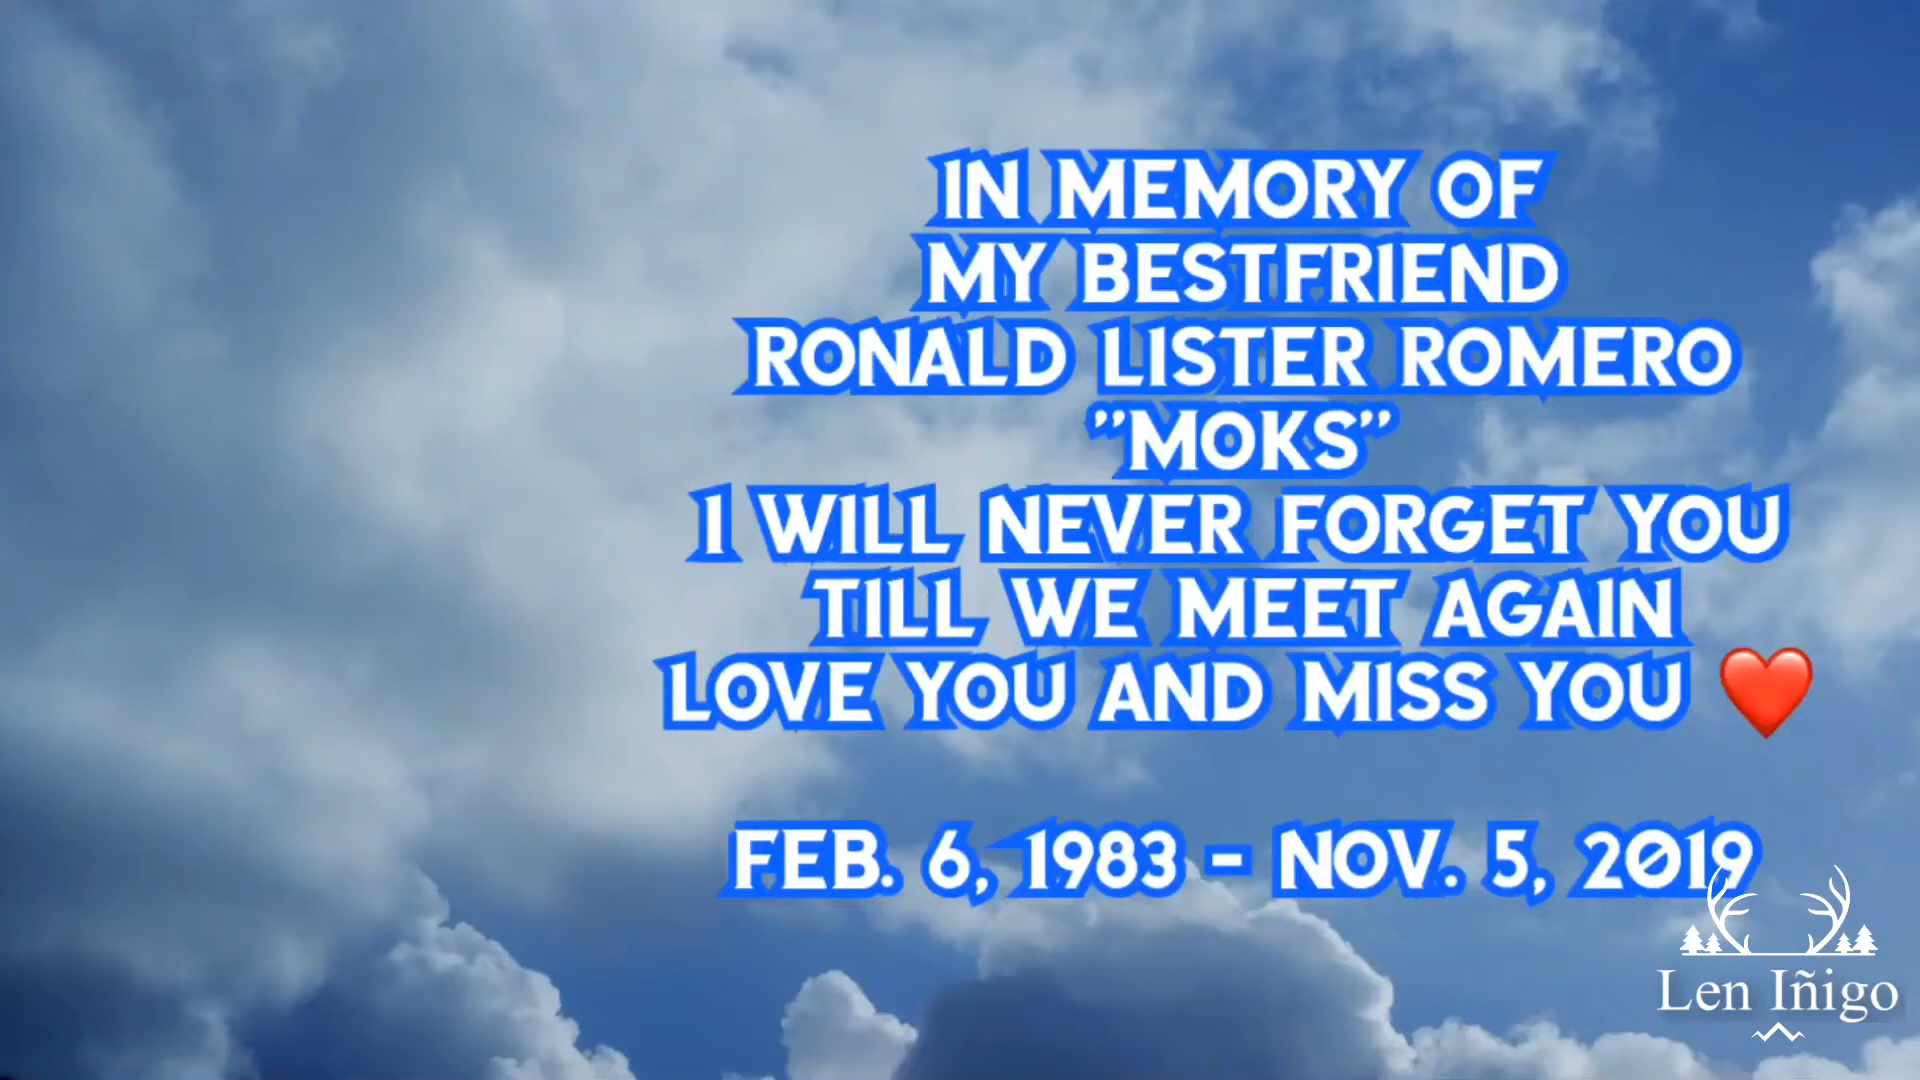 IN MEMORY OF
MY BESTFRIEND
RONALD LISTER ROMERO
"MOKS"
I WILL NEVER FORGET YOU
TILL WE MEET AGAIN
LOVE YOU AND MISS YOU ❤️
FEB. 6, 1983 - NOV. 5, 2019
Len Iñigo